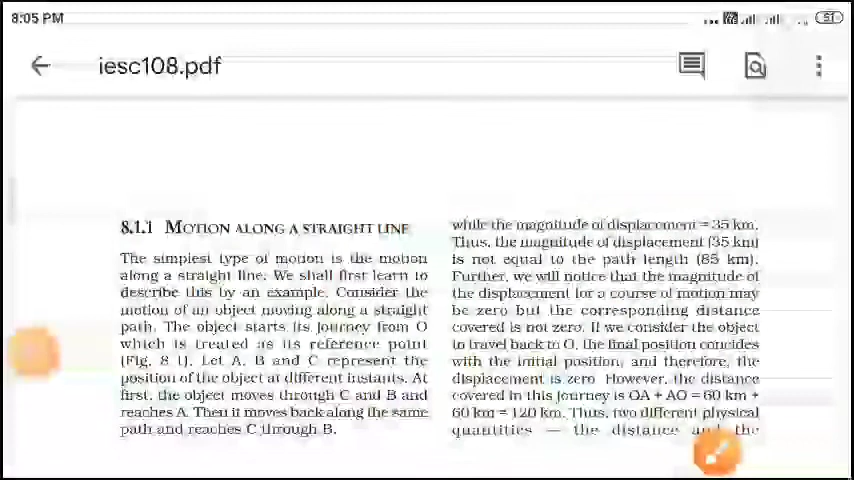 8:05 PM
51
iesc108.pdf
8.1.1 MOTION ALONG A STRAIGHT LINE
The simplest type of motion is the motion
along a straight line. We shall first learn to
describe this by an example. Consider the
motion of an object moving along a straight
path. The object starts its journey from O
which is treated as its reference point
(Fig. 8.1). Let A, B and C represent the
position of the object at different instants. At
first, the object moves through C and B and
reaches A. Then it moves back along the same
path and reaches C through B.
while the magnitude of displacement = 35 km.
Thus, the magnitude of displacement (35 km)
is not equal to the path length (85 km).
Further, we will notice that the magnitude of
the displacement for a course of motion may
be zero but the corresponding distance
covered is not zero. If we consider the object
to travel back to O, the final position concides
with the initial position, and therefore, the
displacement is zero. However, the distance
covered in this journey is OA + AO = 60 km +
60 km = 120 km. Thus, two different physical
quantities — the distance and the